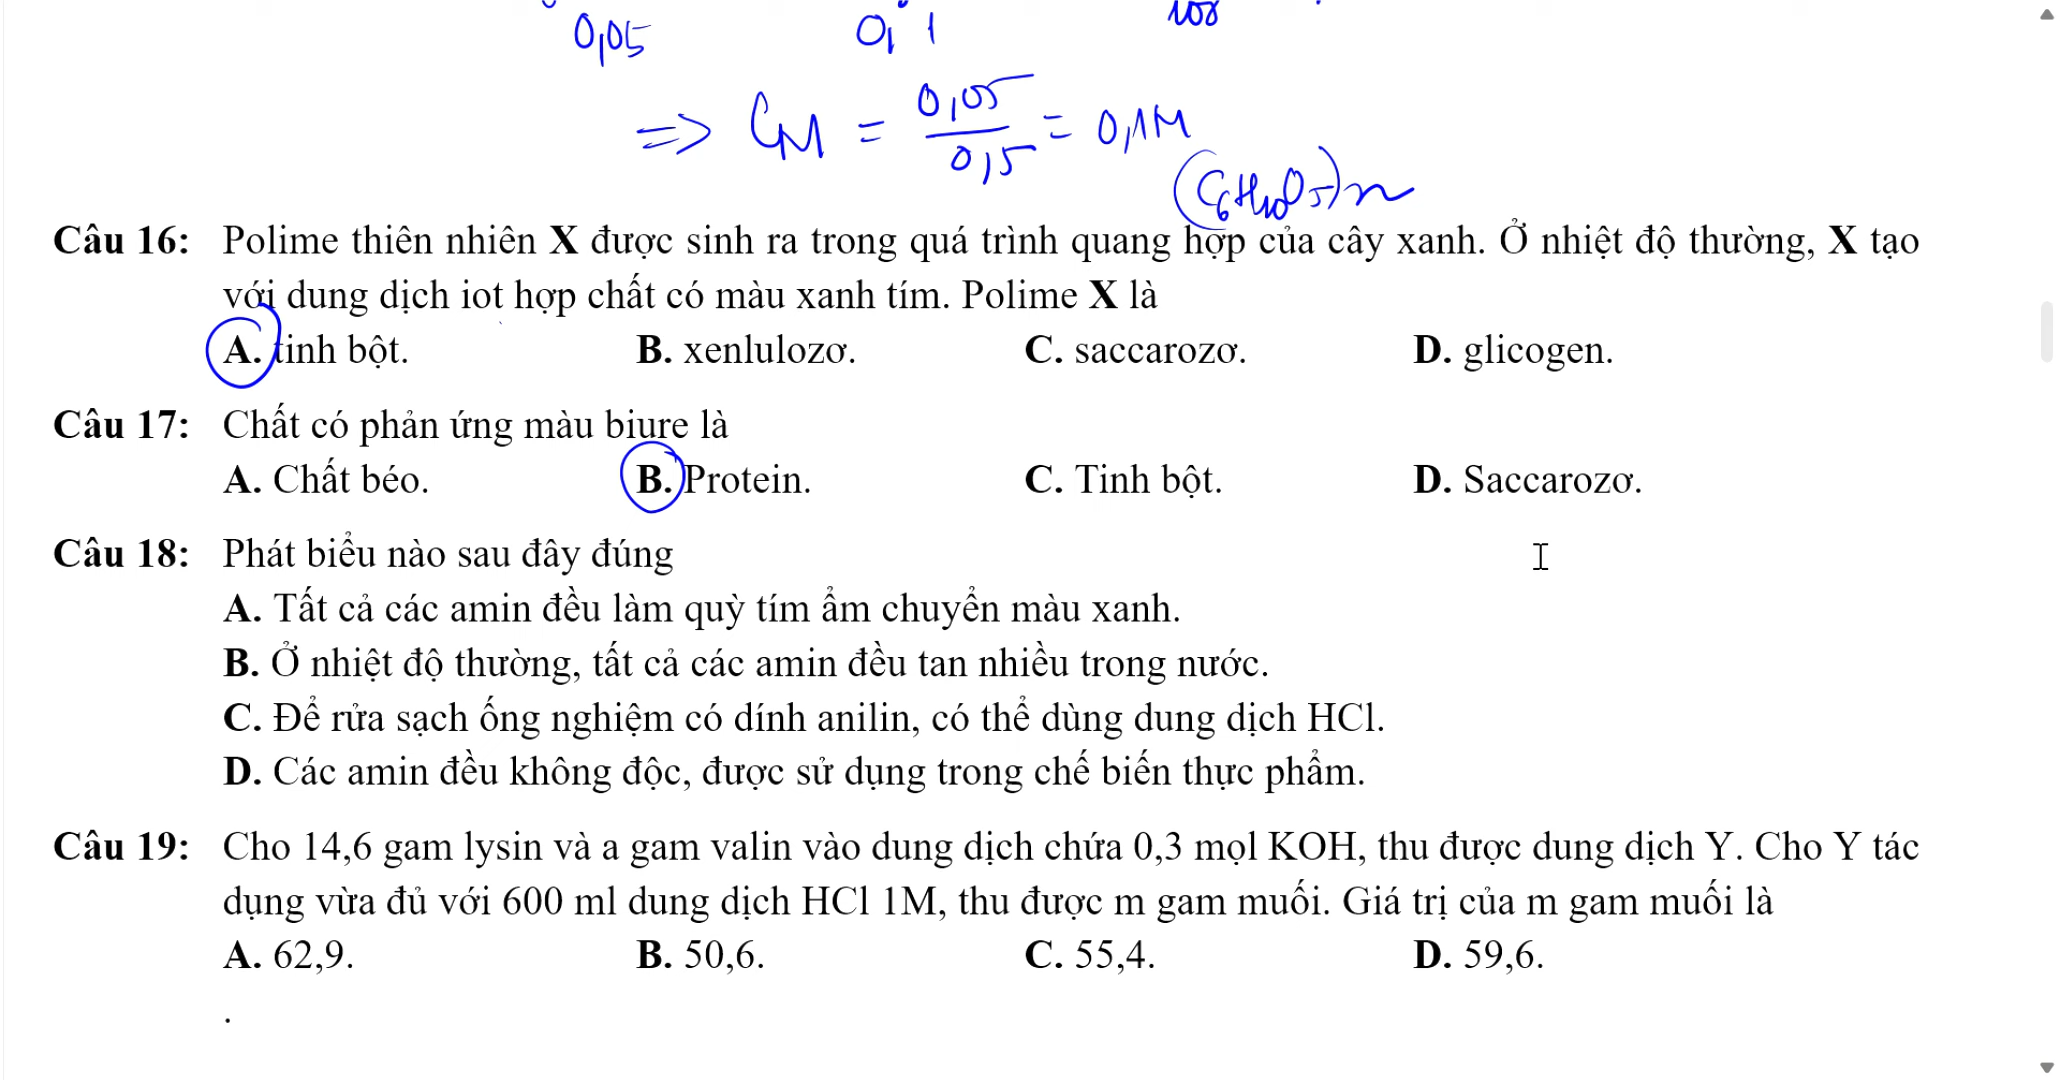 0,05 0,1 108
=> CM = 0,05 / 0,5 = 0,1M
(C6H10O5)n
Câu 16: Polime thiên nhiên X được sinh ra trong quá trình quang hợp của cây xanh. Ở nhiệt độ thường, X tạo
với dung dịch iot hợp chất có màu xanh tím. Polime X là
A. tinh bột. B. xenlulozơ. C. saccarozơ. D. glicogen.
Câu 17: Chất có phản ứng màu biure là
A. Chất béo. B. Protein. C. Tinh bột. D. Saccarozơ.
Câu 18: Phát biểu nào sau đây đúng
A. Tất cả các amin đều làm quỳ tím ẩm chuyển màu xanh.
B. Ở nhiệt độ thường, tất cả các amin đều tan nhiều trong nước.
C. Để rửa sạch ống nghiệm có dính anilin, có thể dùng dung dịch HCl.
D. Các amin đều không độc, được sử dụng trong chế biến thực phẩm.
Câu 19: Cho 14,6 gam lysin và a gam valin vào dung dịch chứa 0,3 mọl KOH, thu được dung dịch Y. Cho Y tác
dụng vừa đủ với 600 ml dung dịch HCl 1M, thu được m gam muối. Giá trị của m gam muối là
A. 62,9. B. 50,6. C. 55,4. D. 59,6.
.